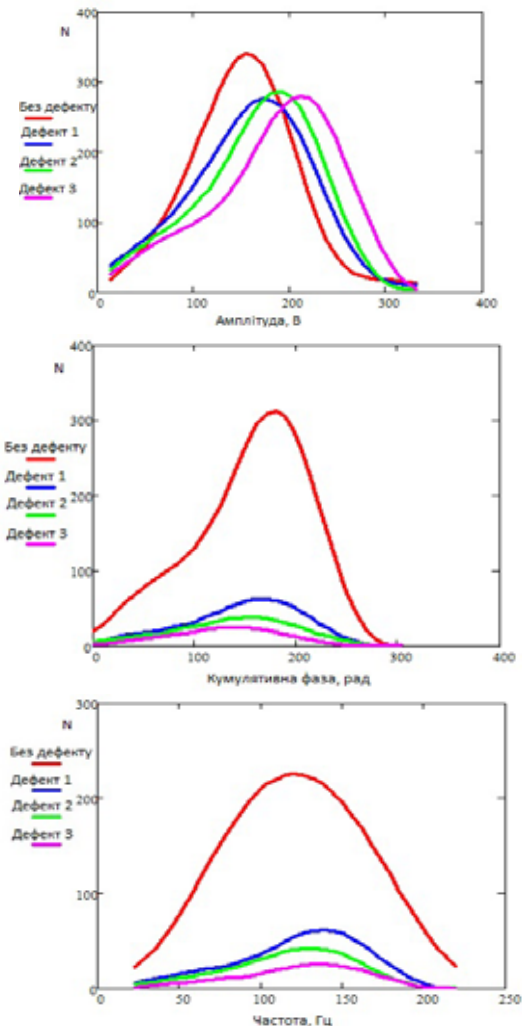 N
400
300
Без дефекту
Дефект 1
200
Дефект 2
Дефект 3
100
0
0 100 200 300 400
Амплітуда, В
N
400
300
Без дефекту
Дефект 1
200
Дефект 2
Дефект 3
100
0
0 100 200 300 400
Кумулятивна фаза, рад
300
N
Без дефекту
Дефект 1
200
Дефект 2
Дефект 3
100
0
0 50 100 150 200 250
Частота, Гц